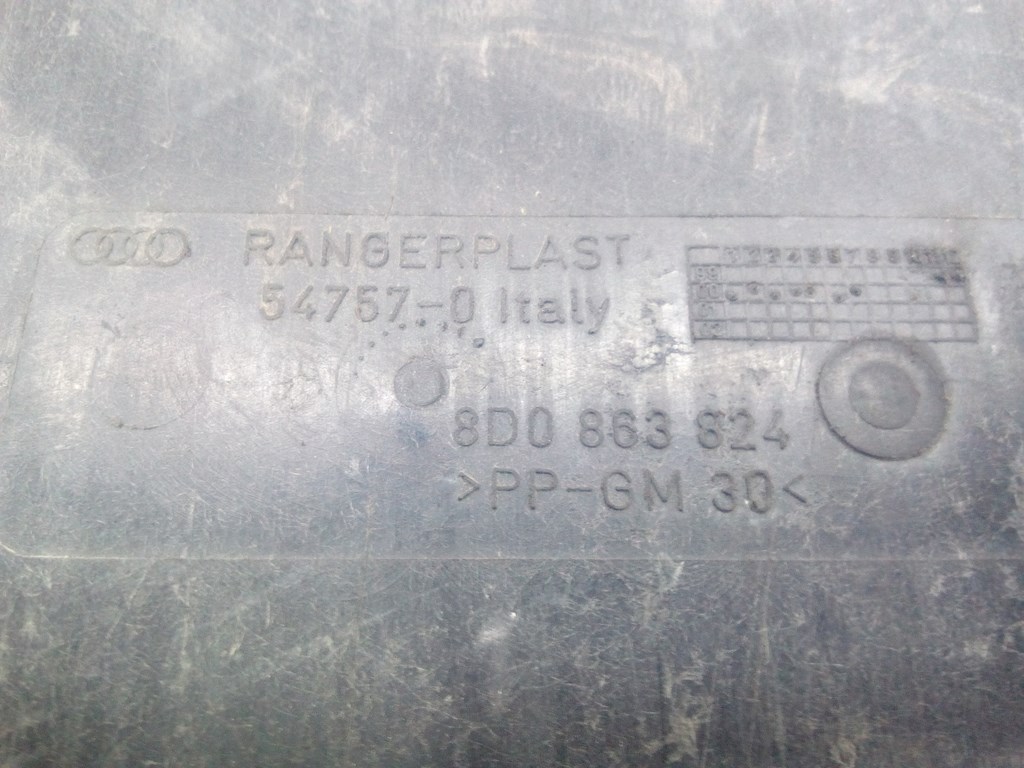 RANGERPLAST
54757-0 Italy
8D0 863 824
>PP-GM 30<